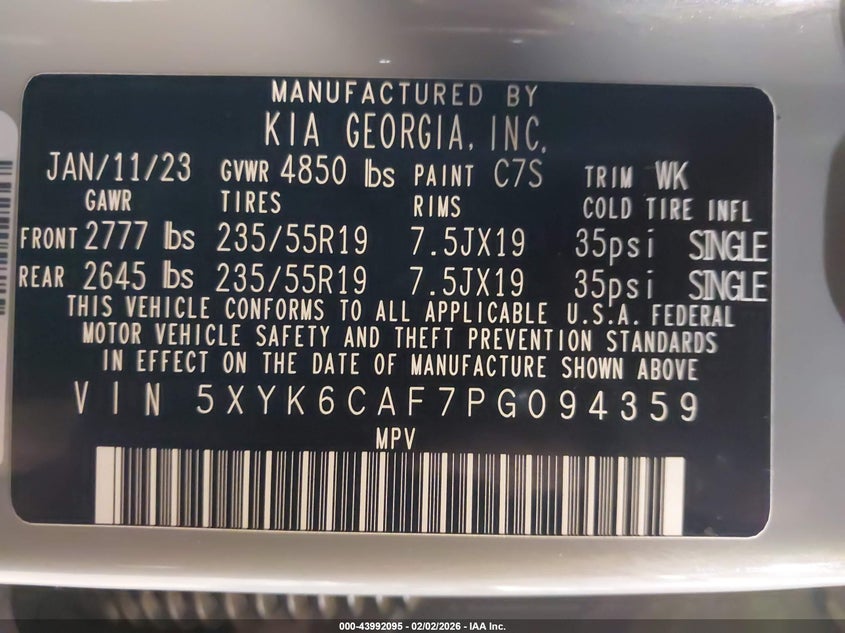 MANUFACTURED BY
KIA GEORGIA, INC.
JAN/11/23 GVWR 4850 lbs PAINT C7S TRIM WK
GAWR TIRES RIMS COLD TIRE INFL
FRONT 2777 lbs 235/55R19 7.5JX19 35psi SINGLE
REAR 2645 lbs 235/55R19 7.5JX19 35psi SINGLE
THIS VEHICLE CONFORMS TO ALL APPLICABLE U.S.A. FEDERAL
MOTOR VEHICLE SAFETY AND THEFT PREVENTION STANDARDS
IN EFFECT ON THE DATE OF MANUFACTURE SHOWN ABOVE
VIN 5XYK6CAF7PG094359
MPV
000-43992095 - 02/02/2026 - IAA Inc.